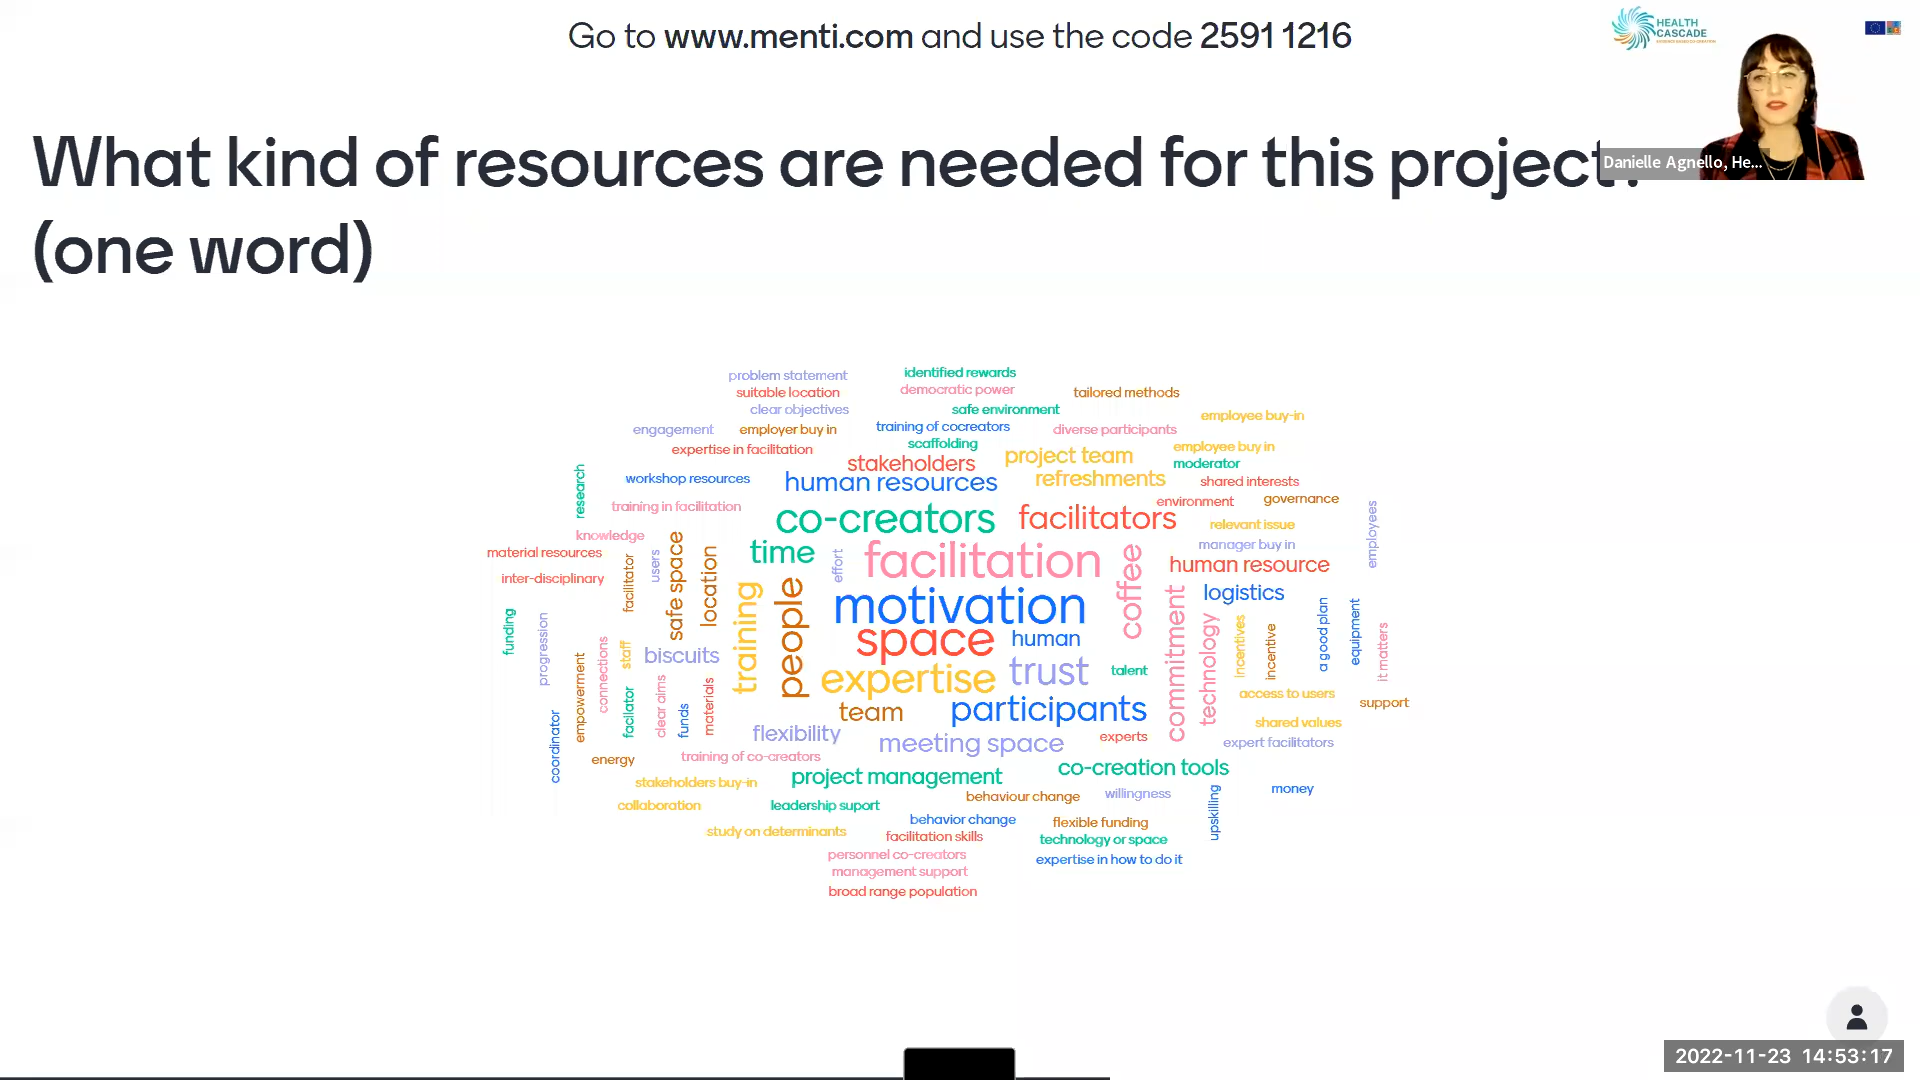 Go to www.menti.com and use the code 2591 1216
HEALTH
CASCADE
What kind of resources are needed for this project?
(one word)
Danielle Agnello, He...
problem statement
identified rewards
suitable location
democratic power
tailored methods
clear objectives
safe environment
employee buy-in
engagement
employer buy in
training of cocreators
diverse participants
scaffolding
expertise in facilitation
employee buy in
stakeholders
project team
moderator
research
workshop resources
human resources
refreshments
shared interests
training in facilitation
environment
governance
co-creators
facilitators
relevant issue
employees
knowledge
manager buy in
material resources
users
safe space
location
time
effort
facilitation
coffee
human resource
inter-disciplinary
facilitator
logistics
training
people
motivation
commitment
technology
funding
progression
space
human
incentives
incentive
a good plan
equipment
it matters
empowerment
connections
staff
biscuits
expertise
trust
talent
access to users
coordinator
facilator
clear aims
funds
materials
team
participants
support
shared values
flexibility
meeting space
experts
expert facilitators
energy
training of co-creators
project management
co-creation tools
stakeholders buy-in
behaviour change
willingness
upskilling
money
collaboration
leadership suport
behavior change
flexible funding
study on determinants
facilitation skills
technology or space
personnel co-creators
expertise in how to do it
management support
broad range population
2022-11-23 14:53:17